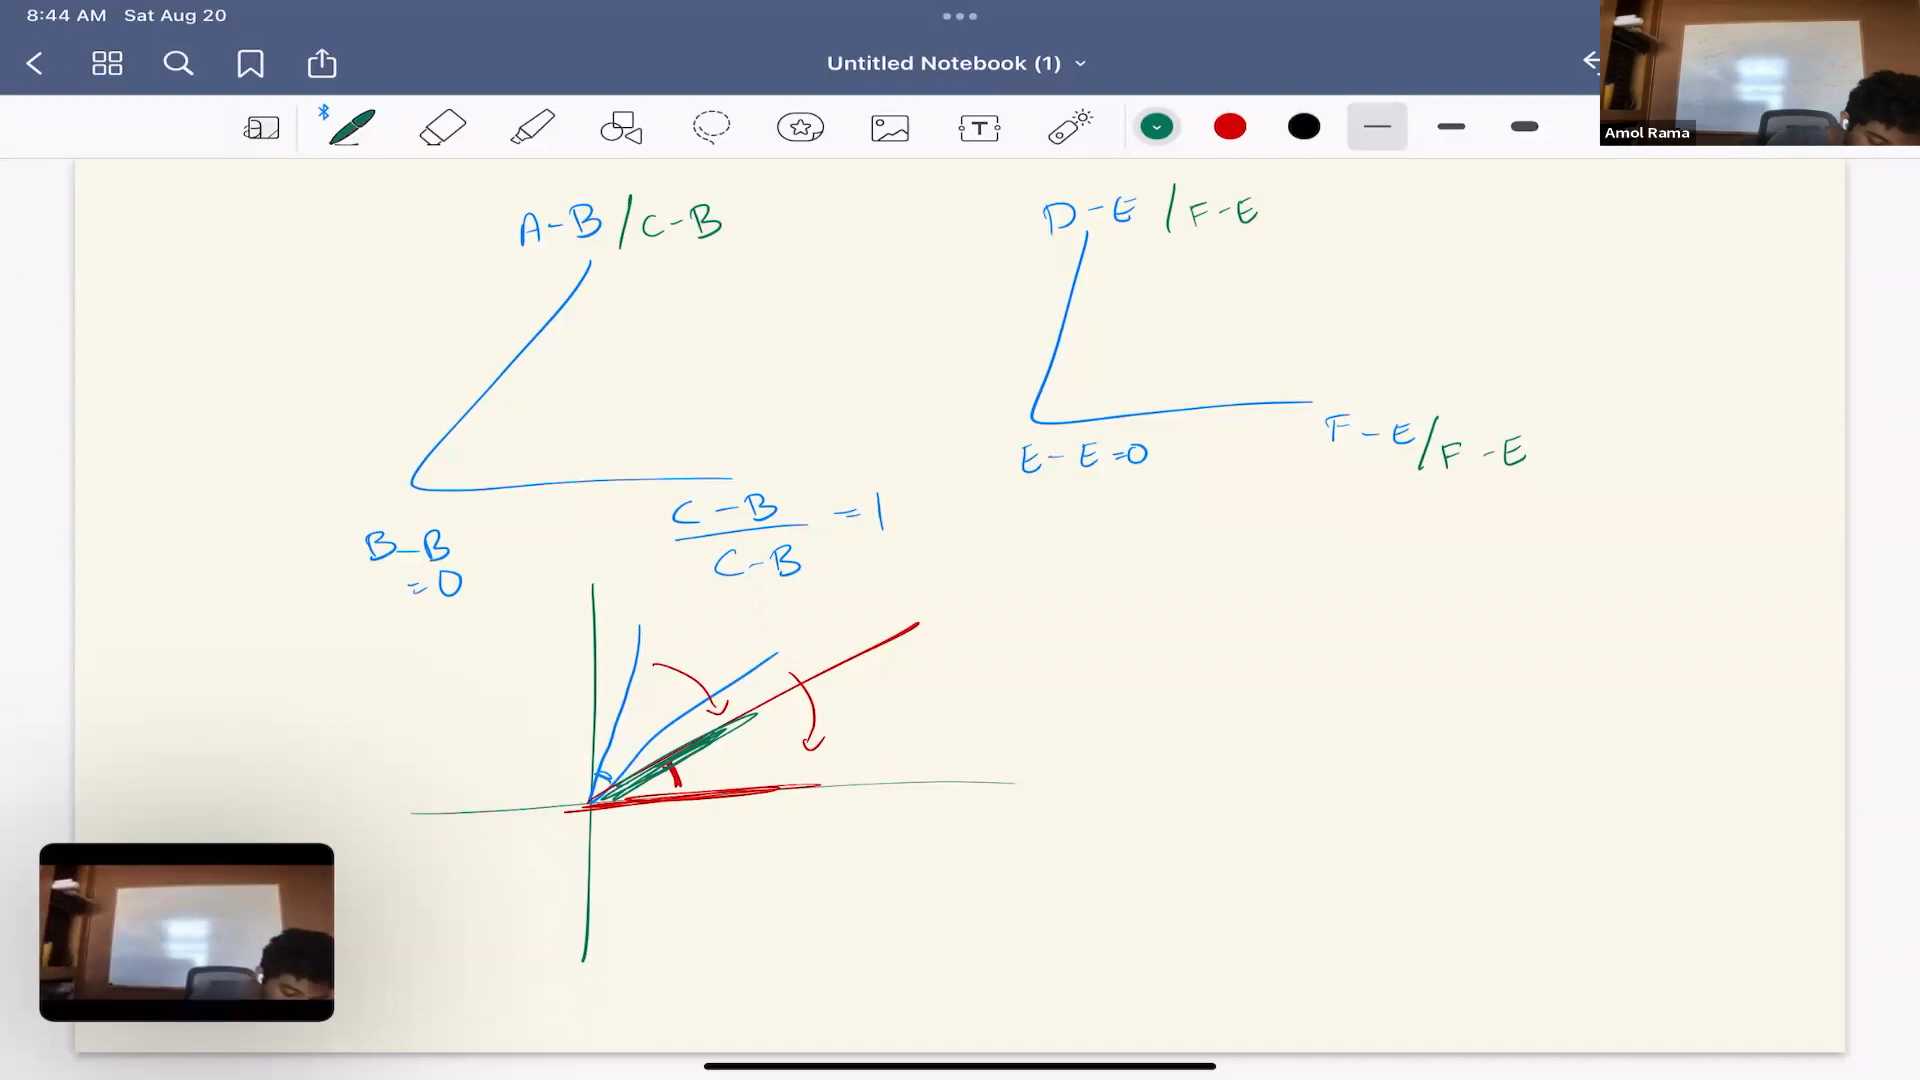 8:44 AM Sat Aug 20
Untitled Notebook (1)
T
Amol Rama
A-B/C-B
D-E/F-E
E-E=0
F-E/F-E
B-B
=0
C-B
C-B
=1